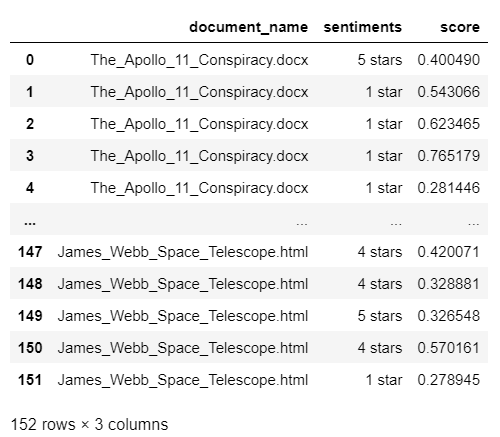 document_name sentiments score
0 The_Apollo_11_Conspiracy.docx 5 stars 0.400490
1 The_Apollo_11_Conspiracy.docx 1 star 0.543066
2 The_Apollo_11_Conspiracy.docx 1 star 0.623465
3 The_Apollo_11_Conspiracy.docx 1 star 0.765179
4 The_Apollo_11_Conspiracy.docx 1 star 0.281446
... ... ... ...
147 James_Webb_Space_Telescope.html 4 stars 0.420071
148 James_Webb_Space_Telescope.html 4 stars 0.328881
149 James_Webb_Space_Telescope.html 5 stars 0.326548
150 James_Webb_Space_Telescope.html 4 stars 0.570161
151 James_Webb_Space_Telescope.html 1 star 0.278945
152 rows × 3 columns